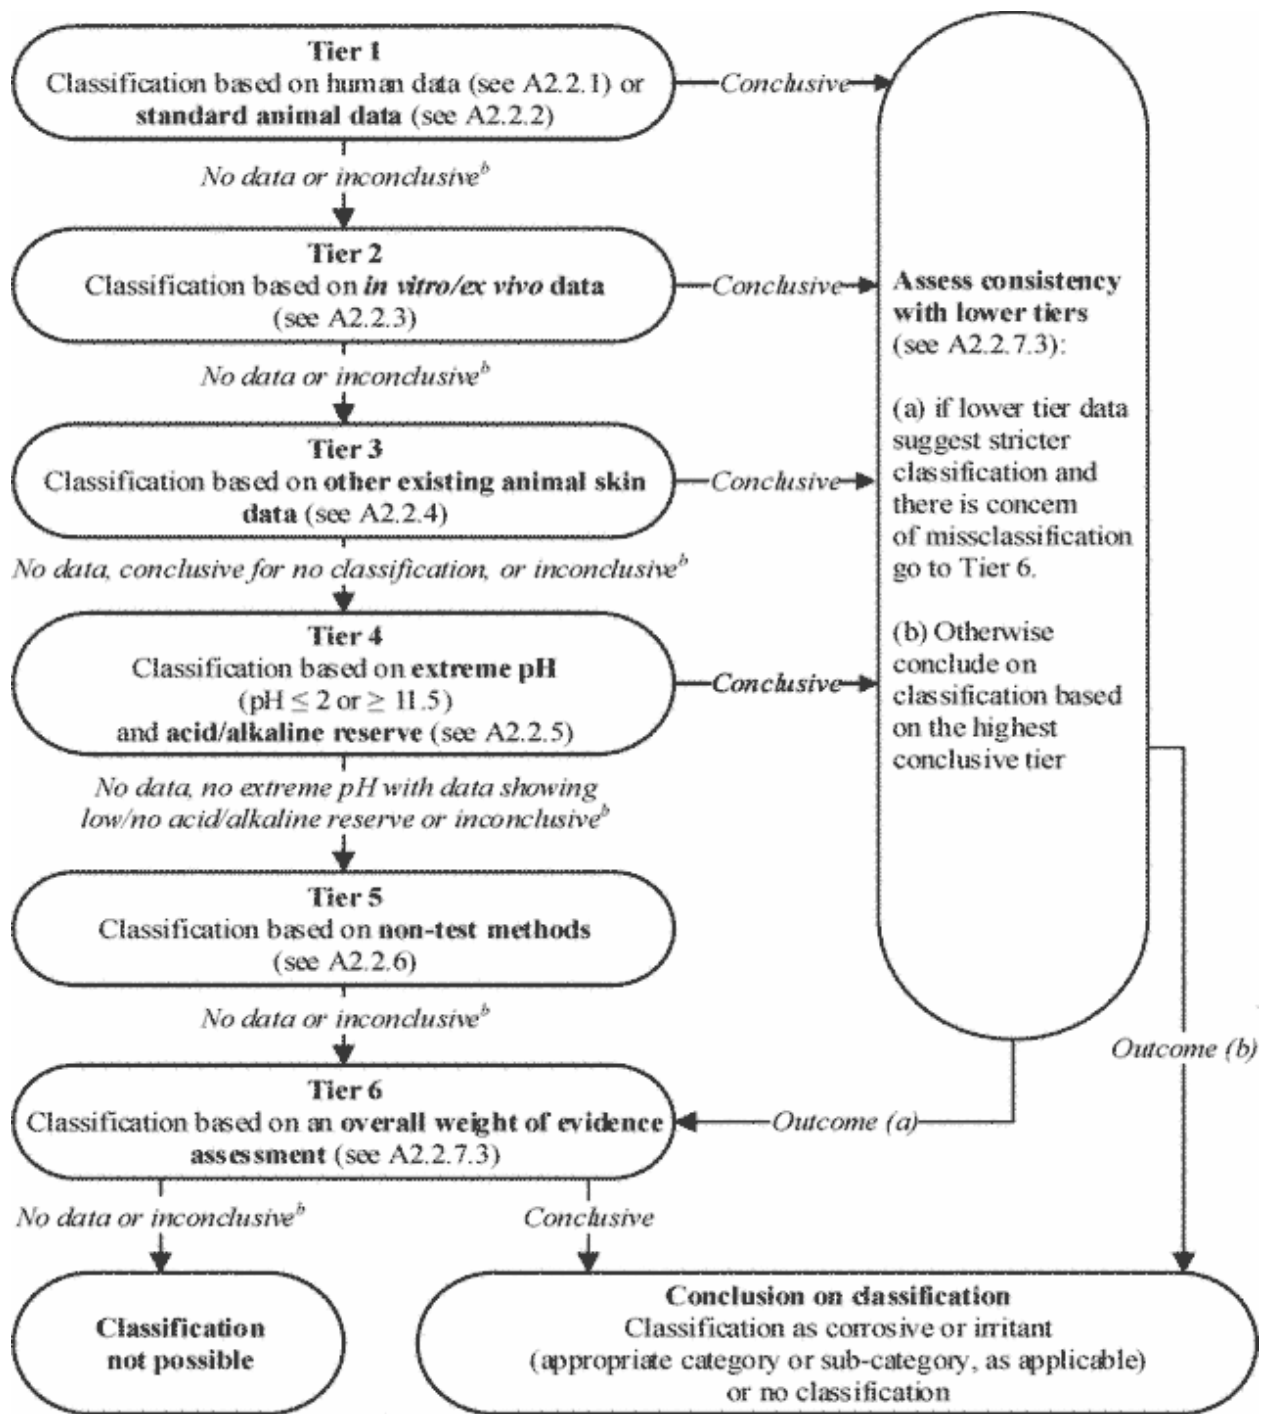 Tier 1
Classification based on human data (see A2.2.1) or
standard animal data (see A2.2.2)
Conclusive
No data or inconclusiveᵇ
Tier 2
Classification based on in vitro/ex vivo data
(see A2.2.3)
Conclusive
No data or inconclusiveᵇ
Tier 3
Classification based on other existing animal skin
data (see A2.2.4)
Conclusive
No data, conclusive for no classification, or inconclusiveᵇ
Tier 4
Classification based on extreme pH
(pH ≤ 2 or ≥ 11.5)
and acid/alkaline reserve (see A2.2.5)
Conclusive
No data, no extreme pH with data showing
low/no acid/alkaline reserve or inconclusiveᵇ
Tier 5
Classification based on non-test methods
(see A2.2.6)
No data or inconclusiveᵇ
Tier 6
Classification based on an overall weight of evidence
assessment (see A2.2.7.3)
No data or inconclusiveᵇ
Conclusive
Classification
not possible
Assess consistency
with lower tiers
(see A2.2.7.3):
(a) if lower tier data
suggest stricter
classification and
there is concern
of missclassification
go to Tier 6.
(b) Otherwise
conclude on
classification based
on the highest
conclusive tier
Outcome (a)
Outcome (b)
Conclusion on classification
Classification as corrosive or irritant
(appropriate category or sub-category, as applicable)
or no classification